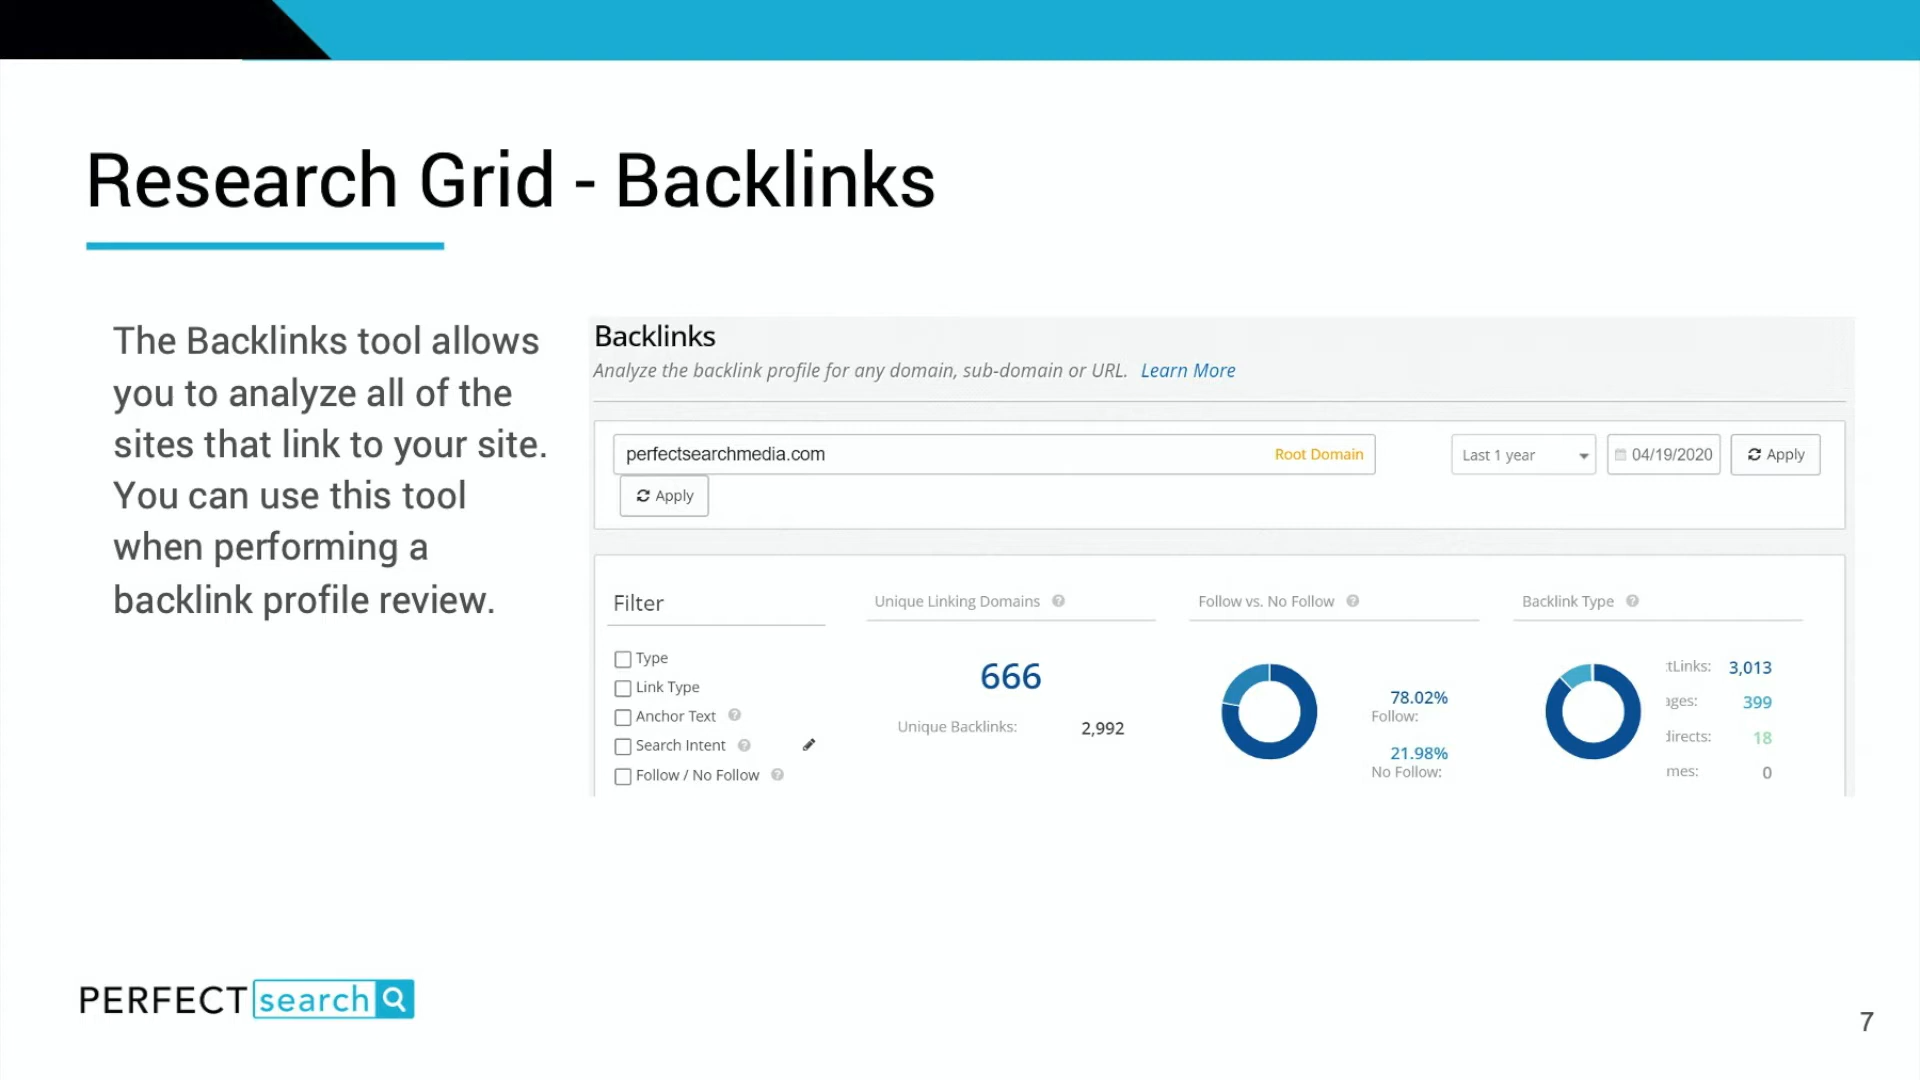 Research Grid - Backlinks
The Backlinks tool allows
you to analyze all of the
sites that link to your site.
You can use this tool
when performing a
backlink profile review.
Backlinks
Analyze the backlink profile for any domain, sub-domain or URL. Learn More
perfectsearchmedia.com Root Domain Last 1 year 04/19/2020 Apply
Apply
Filter
Type
Link Type
Anchor Text
Search Intent
Follow / No Follow
Unique Linking Domains
666
Unique Backlinks: 2,992
Follow vs. No Follow
78.02%
Follow:
21.98%
No Follow:
Backlink Type
tLinks: 3,013
ages: 399
directs: 18
mes: 0
PERFECT search
7